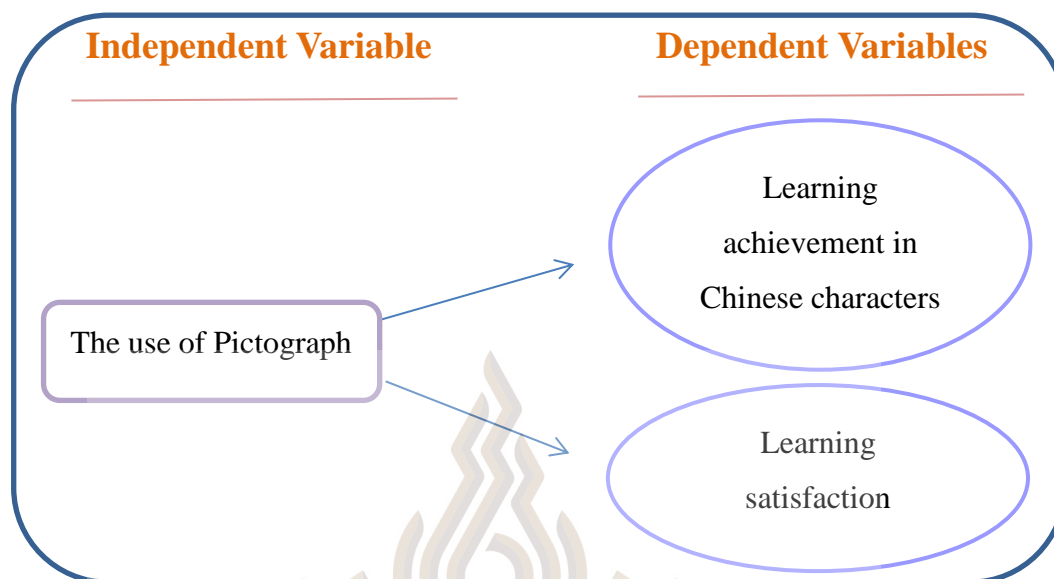 Independent Variable
Dependent Variables
The use of Pictograph
Learning
achievement in
Chinese characters
Learning
satisfaction